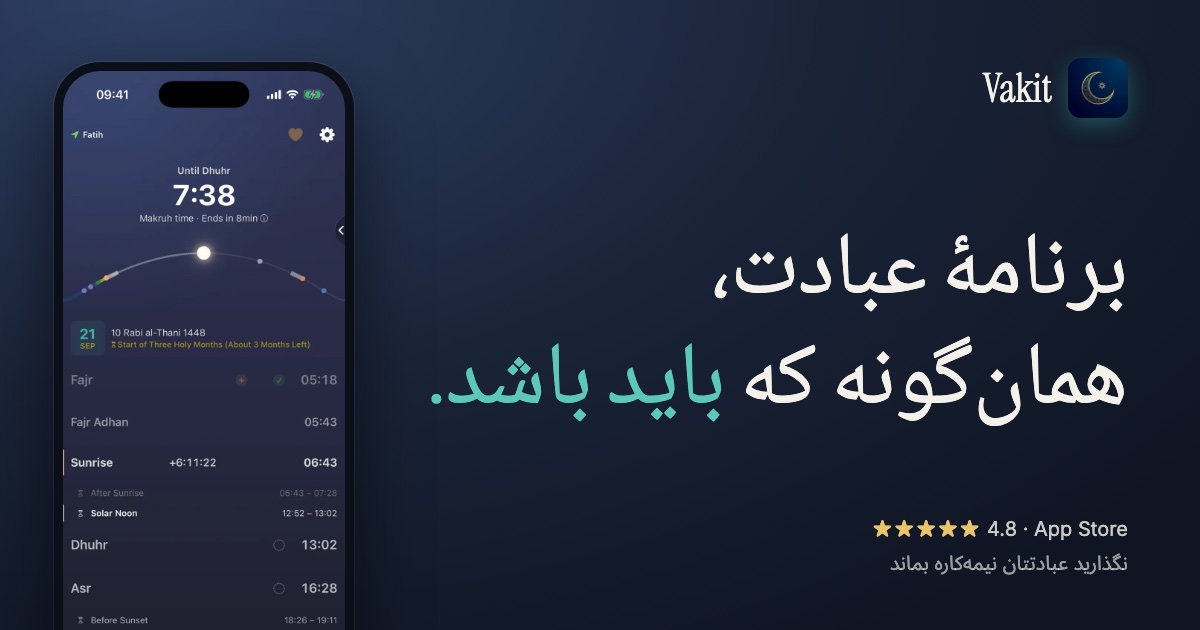 Vakit
برنامهٔ عبادت،
همان‌گونه که باید باشد.
4.8 · App Store
نگذارید عبادتتان نیمه‌کاره بماند
09:41
Fatih
Until Dhuhr
7:38
Makruh time · Ends in 8min ⓘ
21
SEP
10 Rabi al-Thani 1448
Start of Three Holy Months (About 3 Months Left)
Fajr 05:18
Fajr Adhan 05:43
Sunrise +6:11:22 06:43
After Sunrise 06:43 – 07:28
Solar Noon 12:52 – 13:02
Dhuhr 13:02
Asr 16:28
Before Sunset 18:26 – 19:11